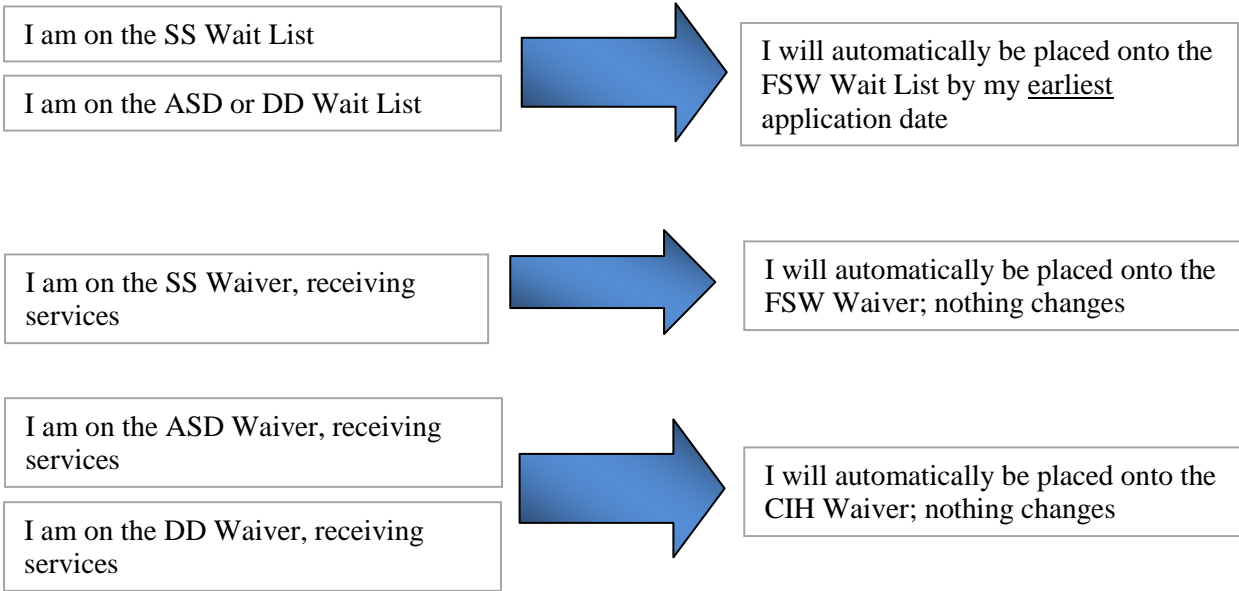 I am on the SS Wait List
I am on the ASD or DD Wait List
I will automatically be placed onto the
FSW Wait List by my earliest
application date
I am on the SS Waiver, receiving
services
I will automatically be placed onto the
FSW Waiver; nothing changes
I am on the ASD Waiver, receiving
services
I am on the DD Waiver, receiving
services
I will automatically be placed onto the
CIH Waiver; nothing changes